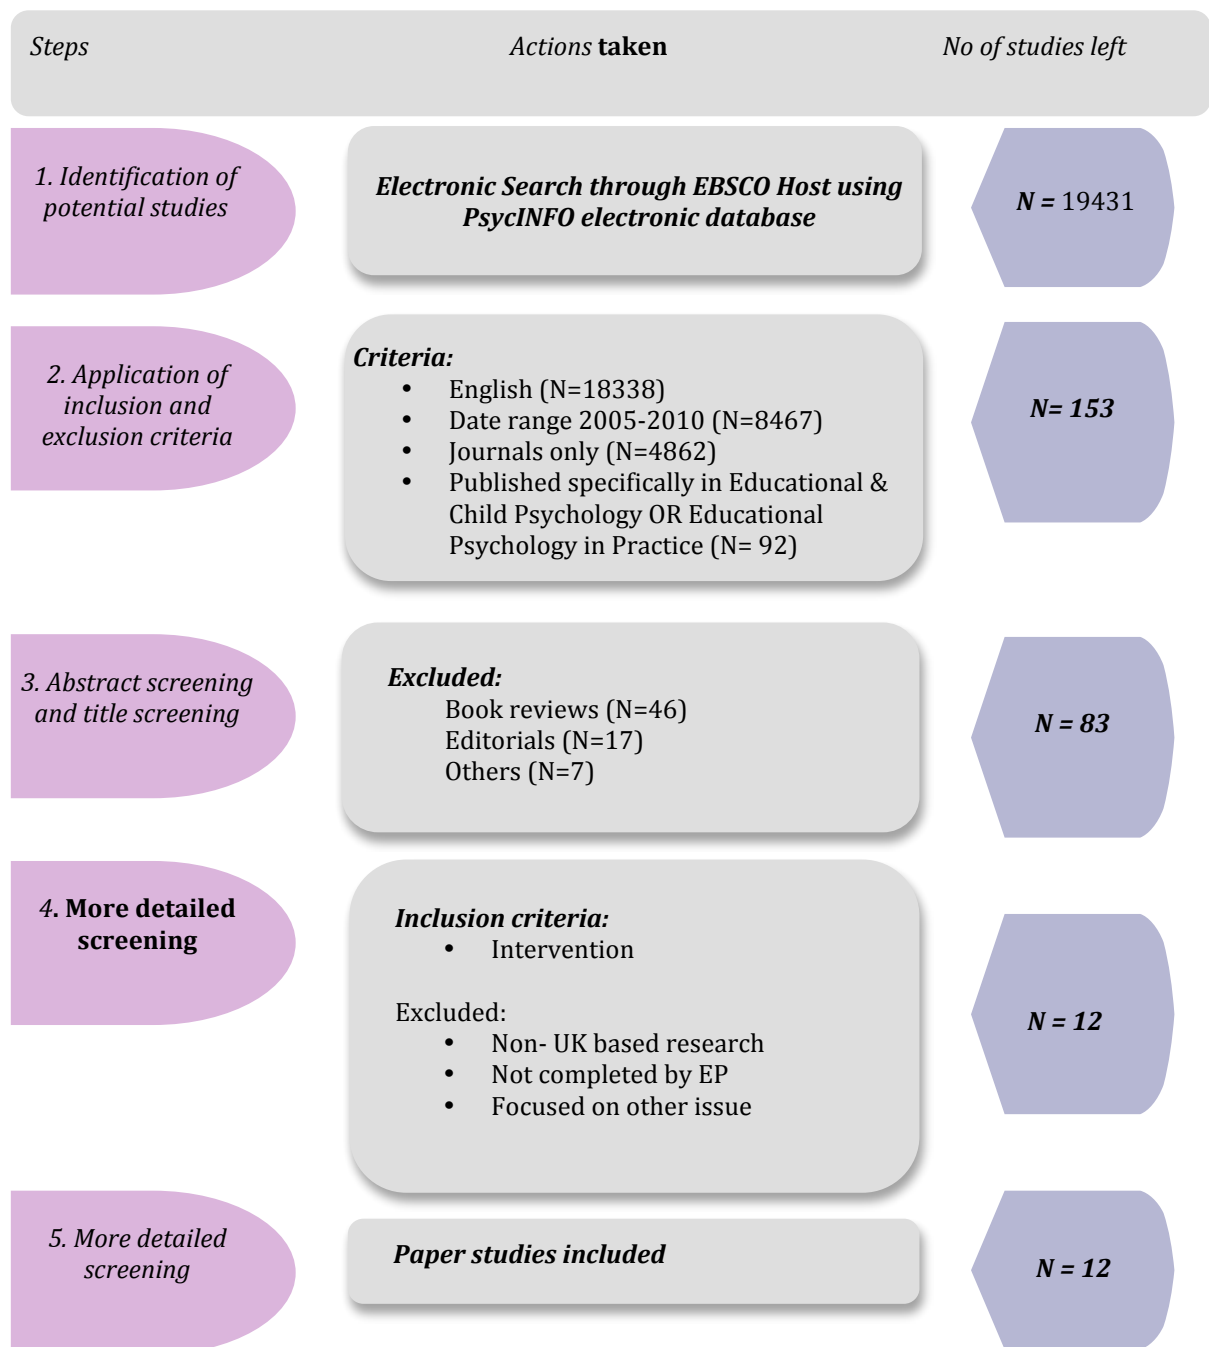 Steps
Actions taken
No of studies left
1. Identification of
potential studies
Electronic Search through EBSCO Host using
PsycINFO electronic database
N = 19431
2. Application of
inclusion and
exclusion criteria
Criteria:
• English (N=18338)
• Date range 2005-2010 (N=8467)
• Journals only (N=4862)
• Published specifically in Educational &
Child Psychology OR Educational
Psychology in Practice (N= 92)
N= 153
3. Abstract screening
and title screening
Excluded:
Book reviews (N=46)
Editorials (N=17)
Others (N=7)
N = 83
4. More detailed
screening
Inclusion criteria:
• Intervention
Excluded:
• Non- UK based research
• Not completed by EP
• Focused on other issue
N = 12
5. More detailed
screening
Paper studies included
N = 12